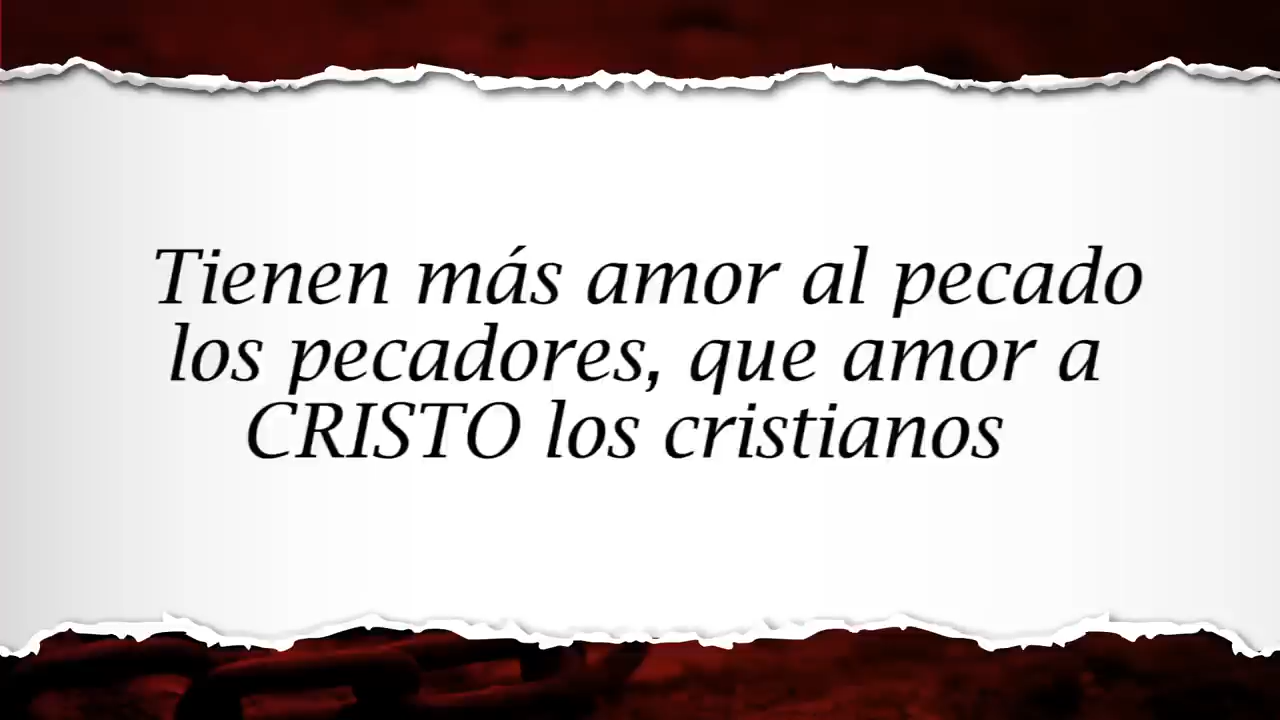 Tienen más amor al pecado
los pecadores, que amor a
CRISTO los cristianos